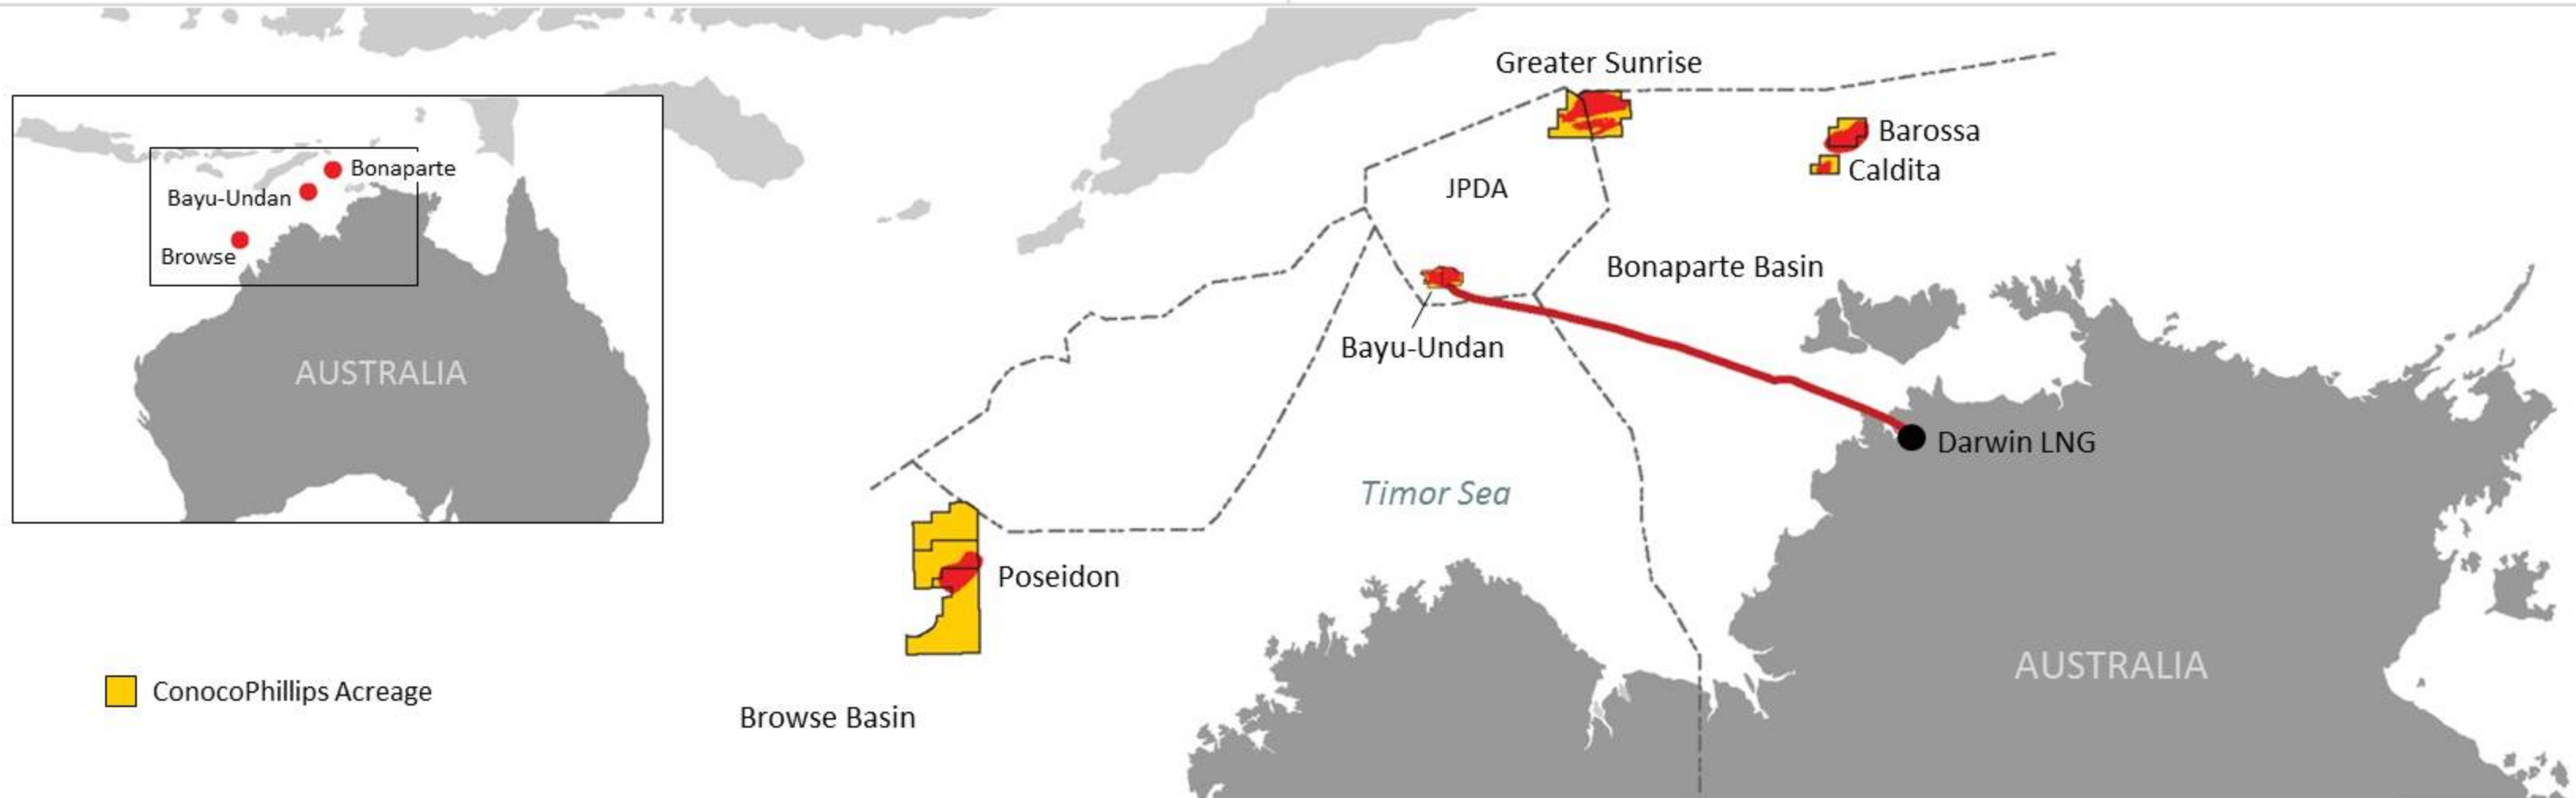 Greater Sunrise
Barossa
Caldita
JPDA
Bonaparte
Bayu-Undan
Browse
AUSTRALIA
Bonaparte Basin
Bayu-Undan
Darwin LNG
Timor Sea
Poseidon
AUSTRALIA
ConocoPhillips Acreage
Browse Basin